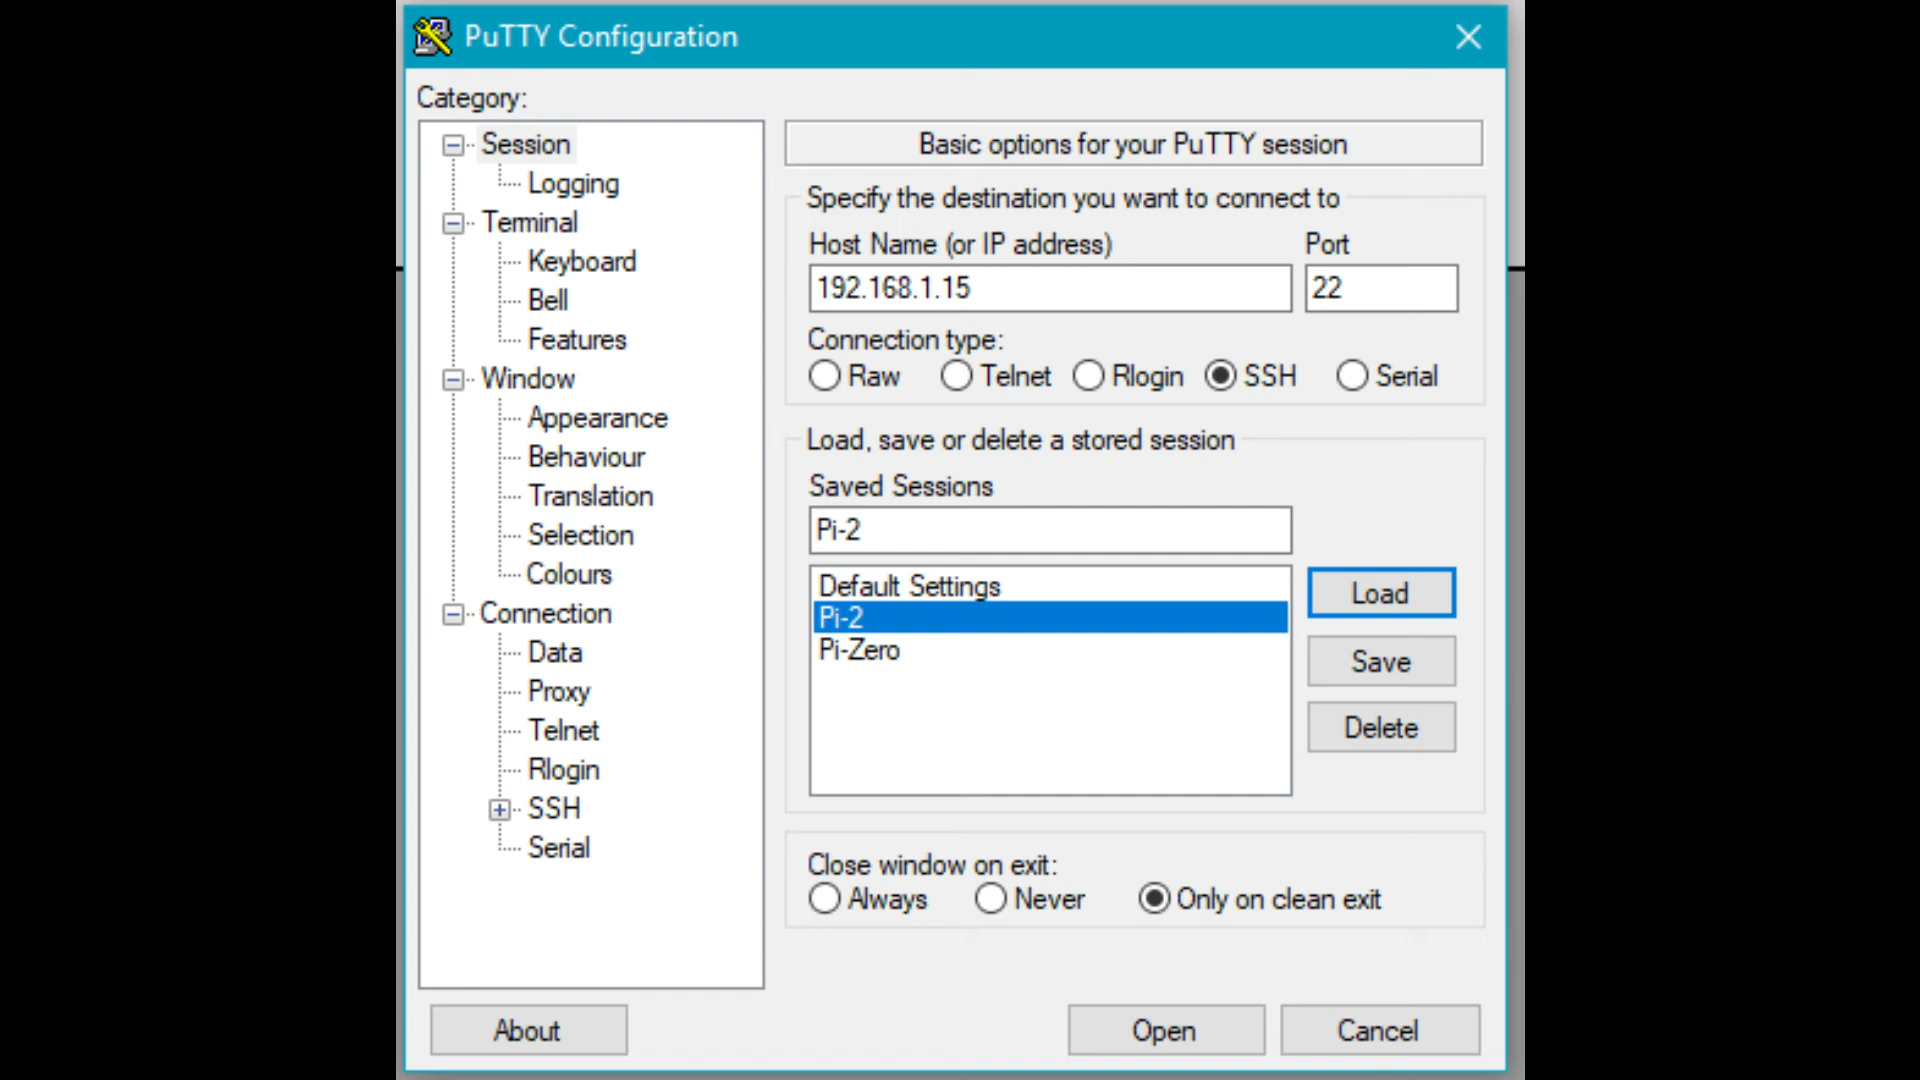 PuTTY Configuration
Category:
Session
Logging
Terminal
Keyboard
Bell
Features
Window
Appearance
Behaviour
Translation
Selection
Colours
Connection
Data
Proxy
Telnet
Rlogin
SSH
Serial
Basic options for your PuTTY session
Specify the destination you want to connect to
Host Name (or IP address) Port
192.168.1.15 22
Connection type:
Raw Telnet Rlogin SSH Serial
Load, save or delete a stored session
Saved Sessions
Pi-2
Default Settings
Pi-2
Pi-Zero
Load
Save
Delete
Close window on exit:
Always Never Only on clean exit
About Open Cancel